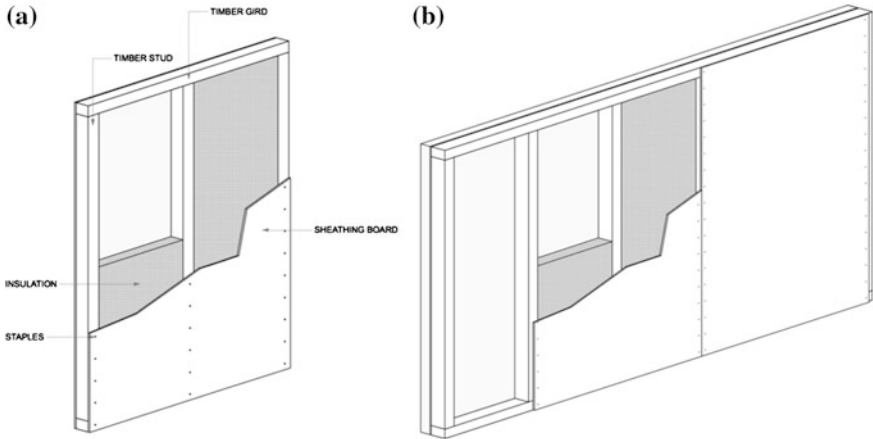 (a)
TIMBER GIRD
TIMBER STUD
SHEATHING BOARD
INSULATION
STAPLES
(b)